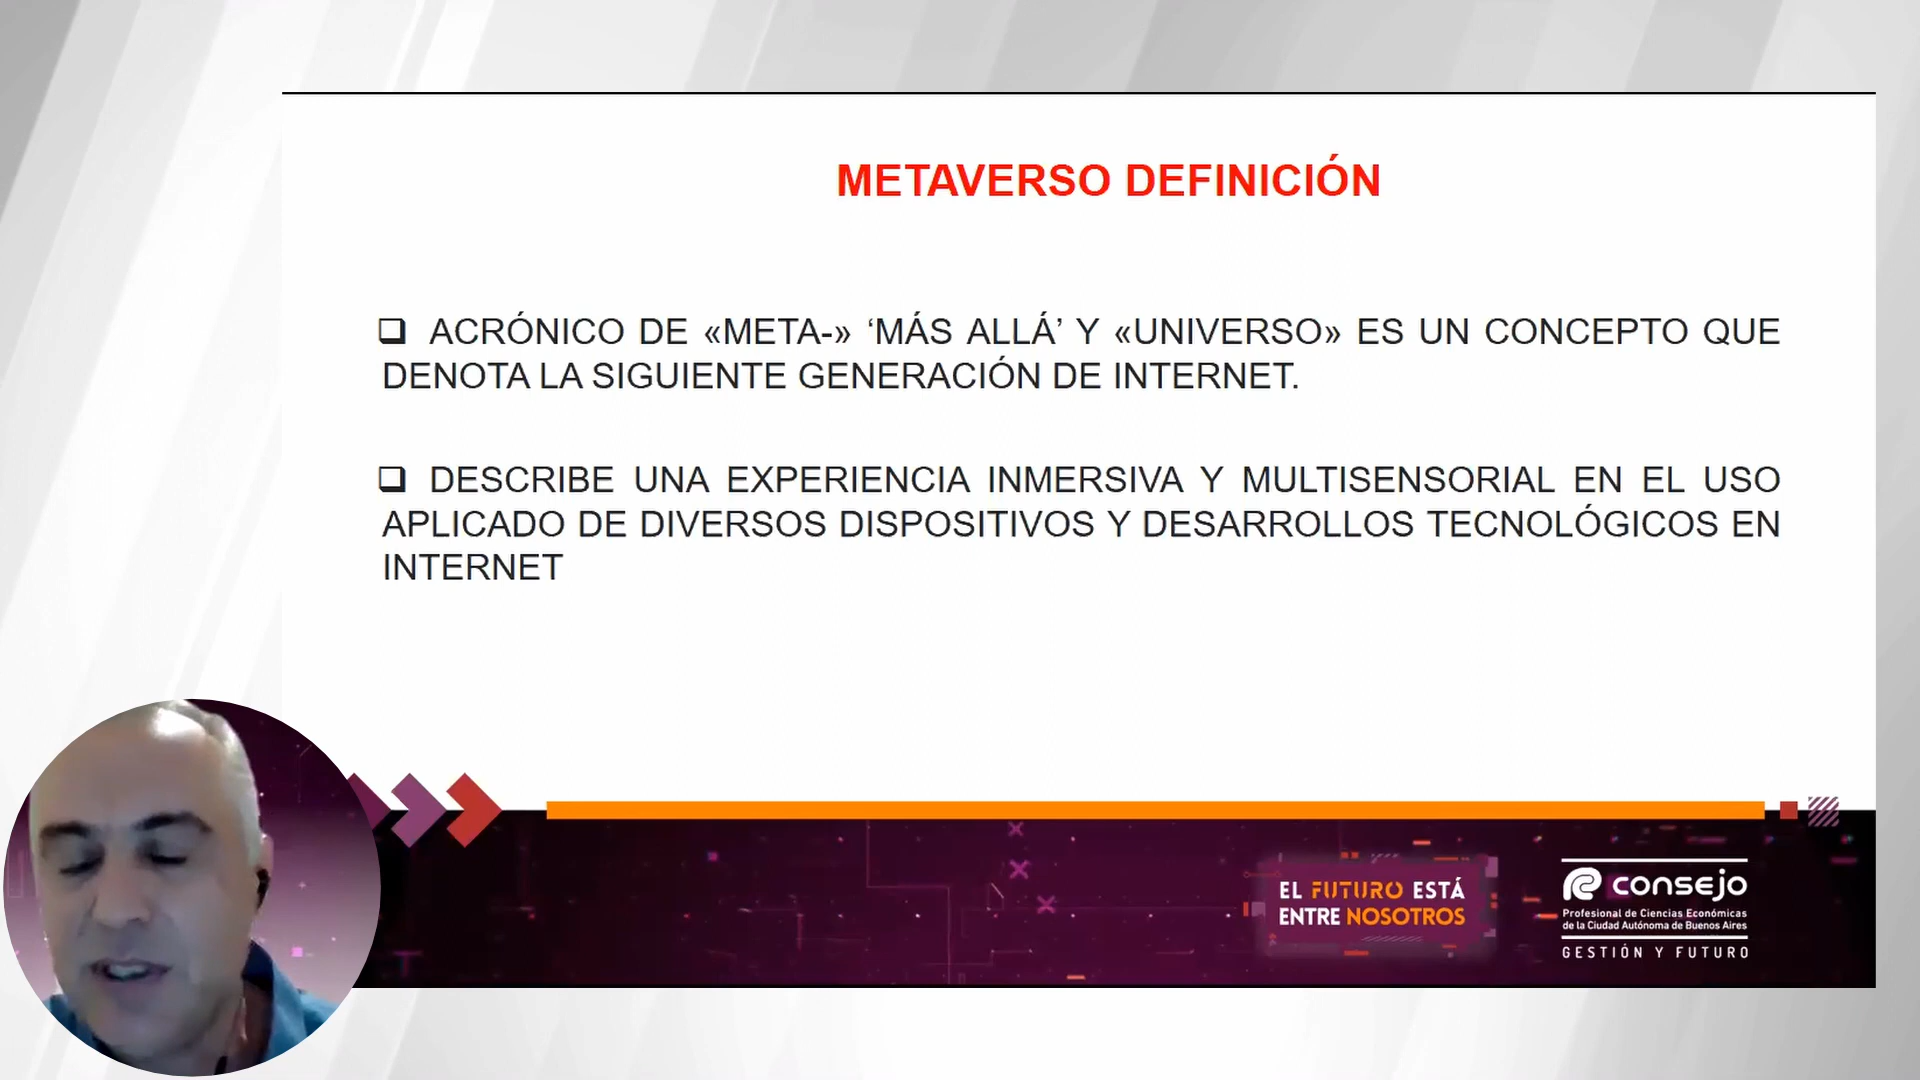 METAVERSO DEFINICIÓN
❑ ACRÓNICO DE «META-» ‘MÁS ALLÁ’ Y «UNIVERSO» ES UN CONCEPTO QUE
DENOTA LA SIGUIENTE GENERACIÓN DE INTERNET.
❑ DESCRIBE UNA EXPERIENCIA INMERSIVA Y MULTISENSORIAL EN EL USO
APLICADO DE DIVERSOS DISPOSITIVOS Y DESARROLLOS TECNOLÓGICOS EN
INTERNET
EL FUTURO ESTÁ
ENTRE NOSOTROS
consejo
Profesional de Ciencias Económicas
de la Ciudad Autónoma de Buenos Aires
GESTIÓN Y FUTURO